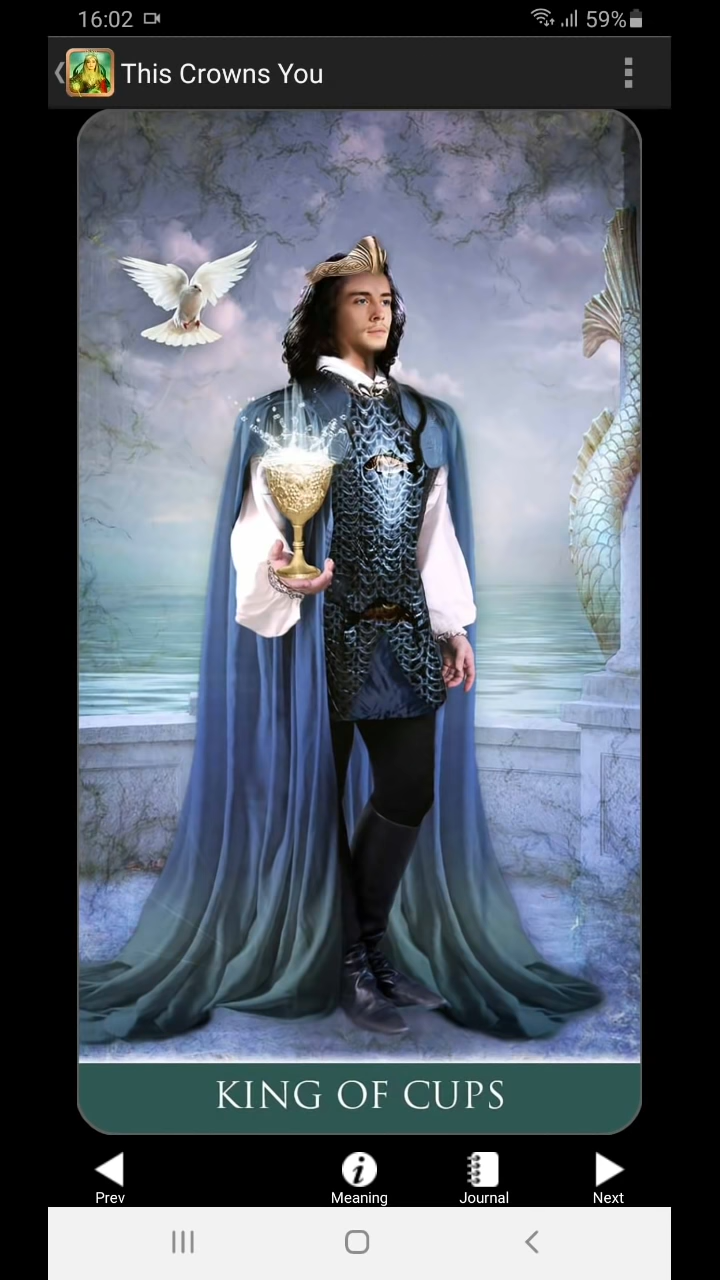 16:02
59%
This Crowns You
KING OF CUPS
Prev
Meaning
Journal
Next